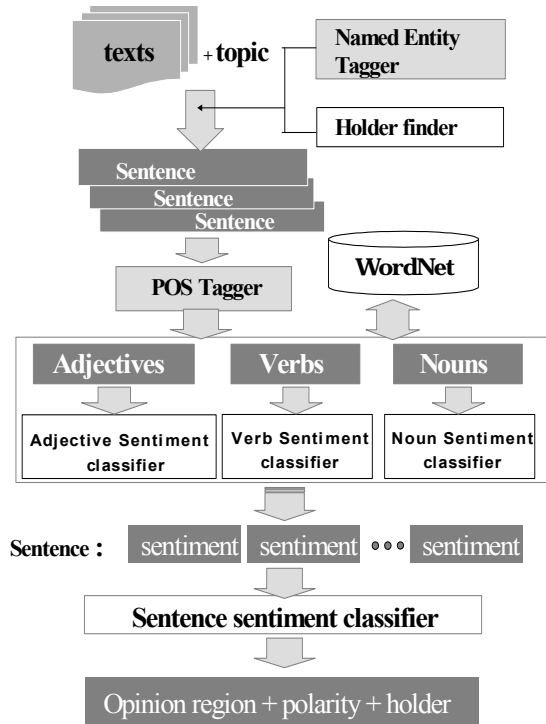 texts + topic
Named Entity
Tagger
Holder finder
Sentence
Sentence
Sentence
POS Tagger
WordNet
Adjectives
Verbs
Nouns
Adjective Sentiment
classifier
Verb Sentiment
classifier
Noun Sentiment
classifier
Sentence : sentiment sentiment sentiment
Sentence sentiment classifier
Opinion region + polarity + holder